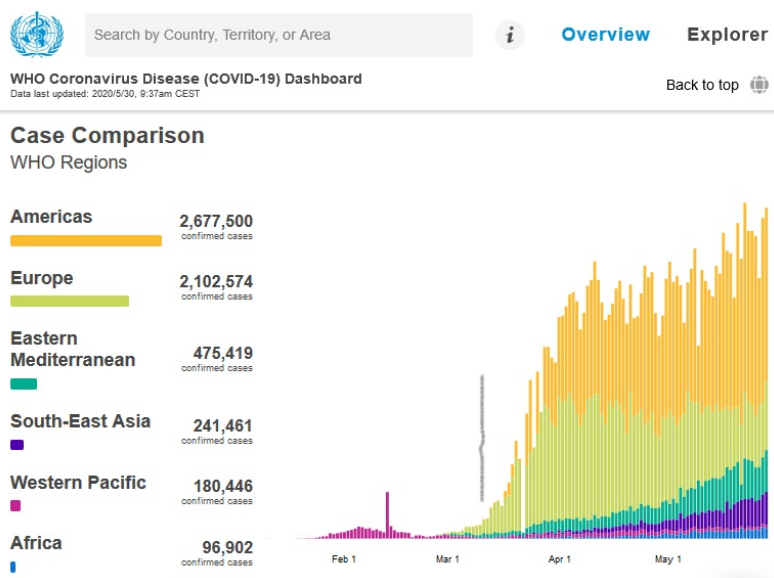 Search by Country, Territory, or Area
i
Overview
Explorer
WHO Coronavirus Disease (COVID-19) Dashboard
Data last updated: 2020/5/30, 9:37am CEST
Back to top
Case Comparison
WHO Regions
Americas
2,677,500
confirmed cases
Europe
2,102,574
confirmed cases
Eastern
Mediterranean
475,419
confirmed cases
South-East Asia
241,461
confirmed cases
Western Pacific
180,446
confirmed cases
Africa
96,902
confirmed cases
Feb 1
Mar 1
Apr 1
May 1